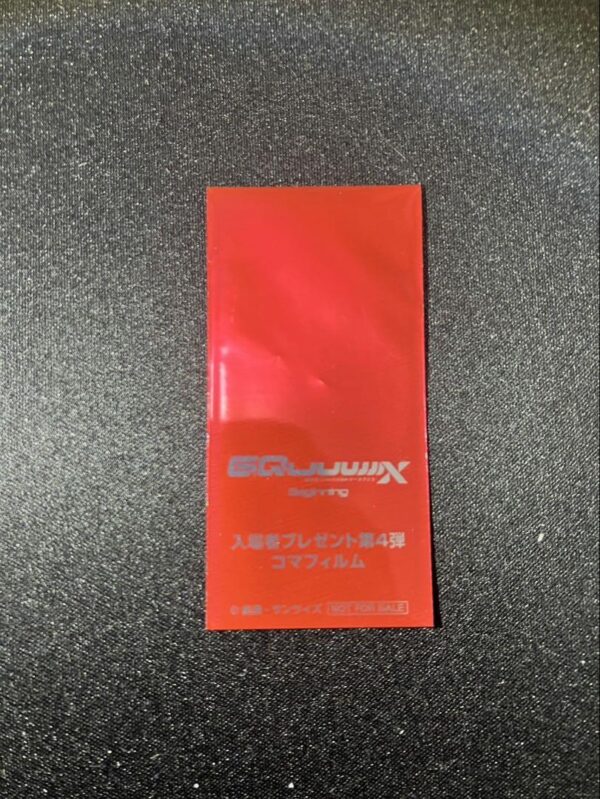 GQuuuuuuX
Beginning
入場者プレゼント第4弾
コマフィルム
© 創通・サンライズ NOT FOR SALE